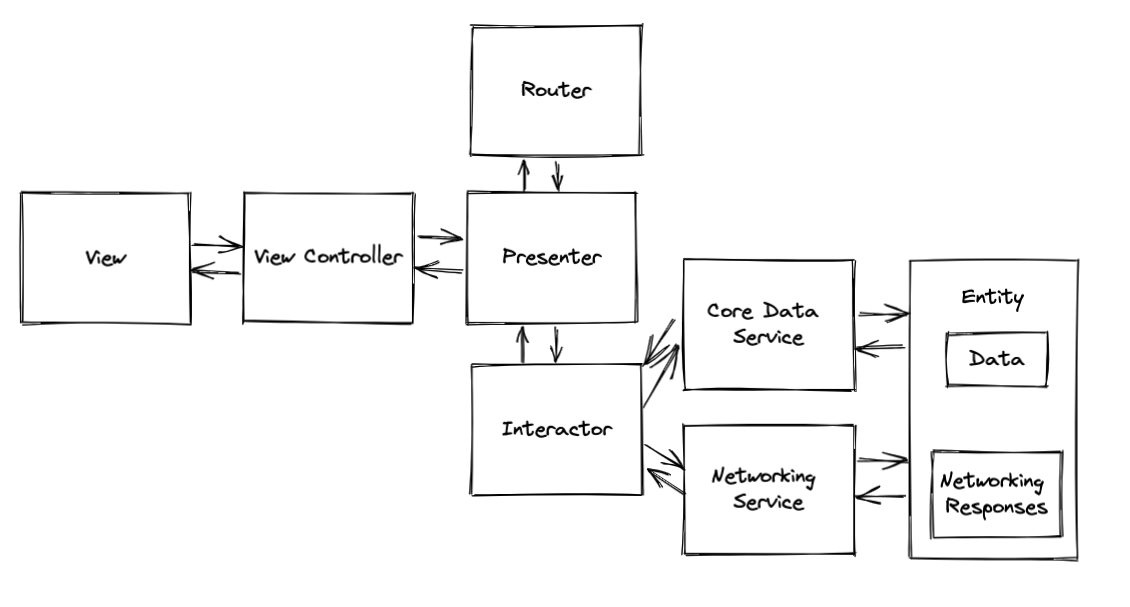 Router
View
View Controller
Presenter
Core Data
Service
Entity
Data
Interactor
Networking
Service
Networking
Responses